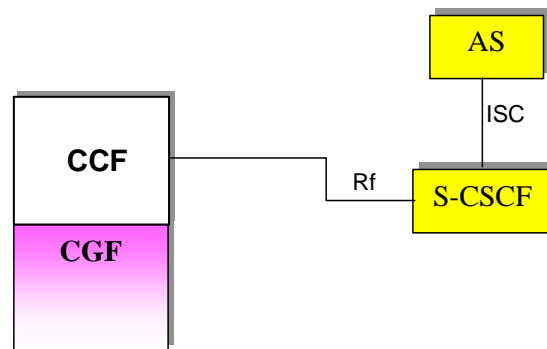 AS
ISC
CCF
Rf
S-CSCF
CGF